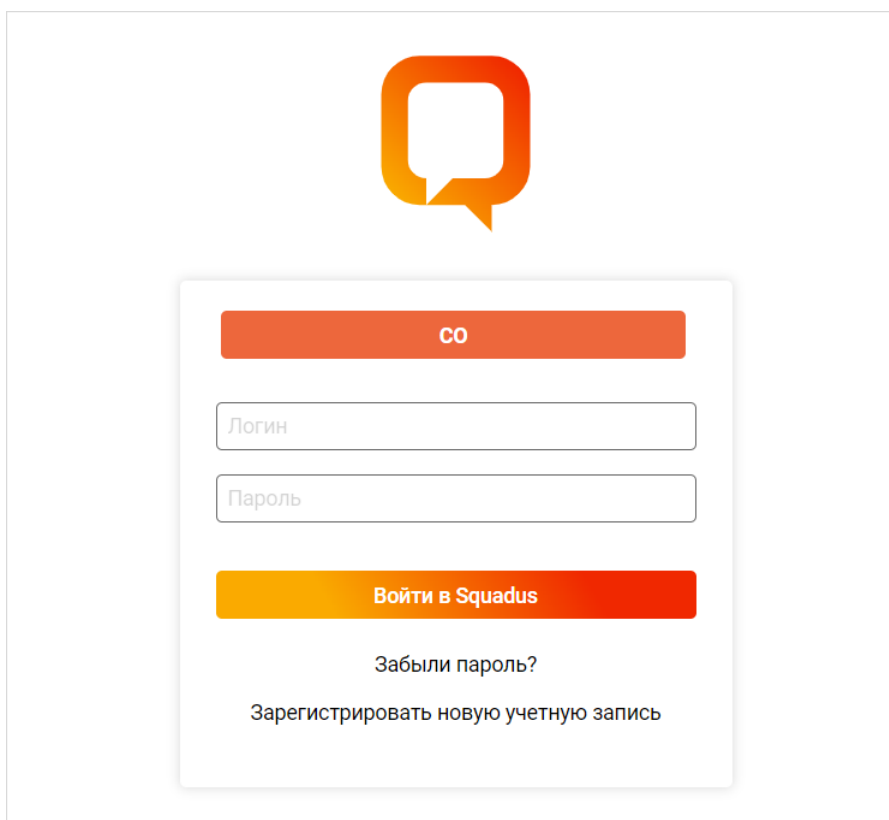 СО
Логин
Пароль
Войти в Squadus
Забыли пароль?
Зарегистрировать новую учетную запись